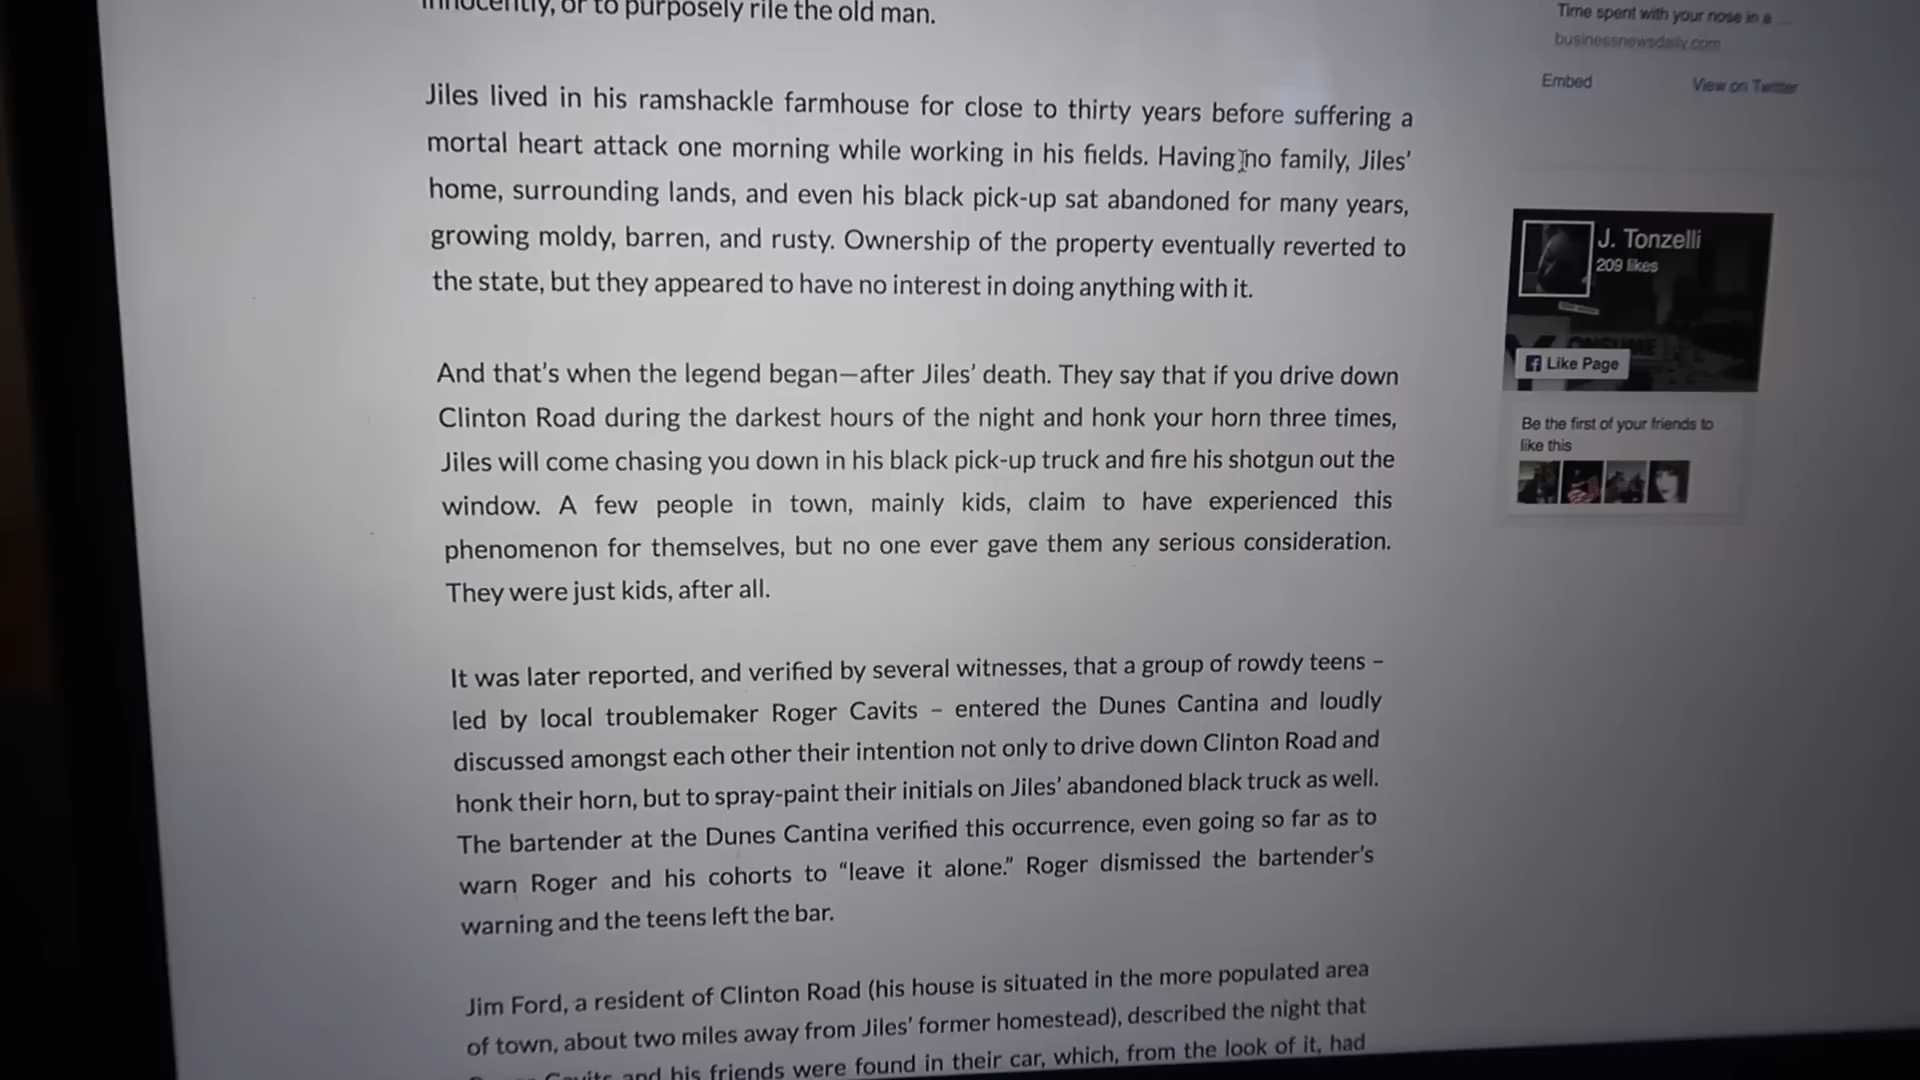 innocently, or to purposely rile the old man.
Jiles lived in his ramshackle farmhouse for close to thirty years before suffering a
mortal heart attack one morning while working in his fields. Having no family, Jiles’
home, surrounding lands, and even his black pick-up sat abandoned for many years,
growing moldy, barren, and rusty. Ownership of the property eventually reverted to
the state, but they appeared to have no interest in doing anything with it.
And that’s when the legend began—after Jiles’ death. They say that if you drive down
Clinton Road during the darkest hours of the night and honk your horn three times,
Jiles will come chasing you down in his black pick-up truck and fire his shotgun out the
window. A few people in town, mainly kids, claim to have experienced this
phenomenon for themselves, but no one ever gave them any serious consideration.
They were just kids, after all.
It was later reported, and verified by several witnesses, that a group of rowdy teens –
led by local troublemaker Roger Cavits – entered the Dunes Cantina and loudly
discussed amongst each other their intention not only to drive down Clinton Road and
honk their horn, but to spray-paint their initials on Jiles’ abandoned black truck as well.
The bartender at the Dunes Cantina verified this occurrence, even going so far as to
warn Roger and his cohorts to “leave it alone.” Roger dismissed the bartender’s
warning and the teens left the bar.
Jim Ford, a resident of Clinton Road (his house is situated in the more populated area
of town, about two miles away from Jiles’ former homestead), described the night that
Cavits and his friends were found in their car, which, from the look of it, had
Time spent with your nose in a ...
businessnewsdaily.com
Embed
View on Twitter
J. Tonzelli
209 likes
Like Page
Be the first of your friends to
like this